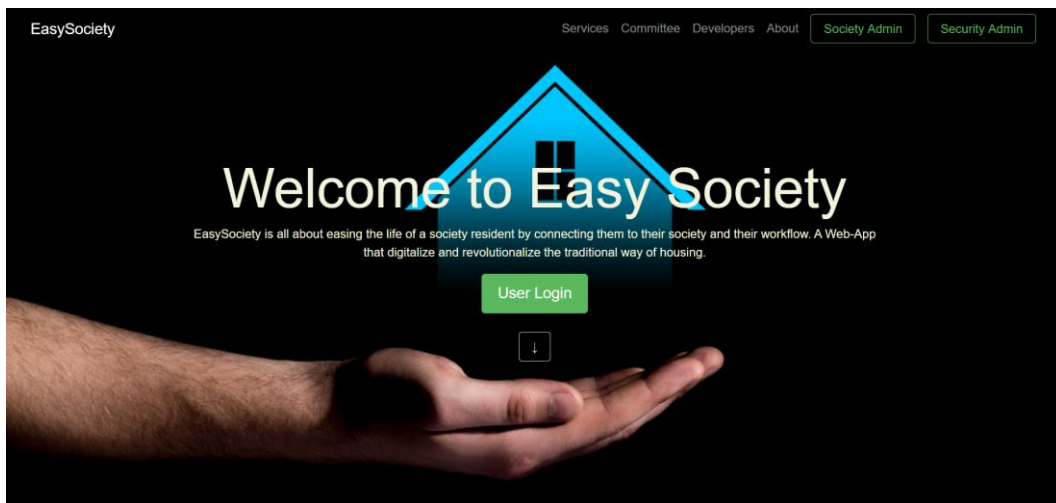 EasySociety
Services Committee Developers About Society Admin Security Admin
Welcome to Easy Society
EasySociety is all about easing the life of a society resident by connecting them to their society and their workflow. A Web-App
that digitalize and revolutionalize the traditional way of housing.
User Login
↓